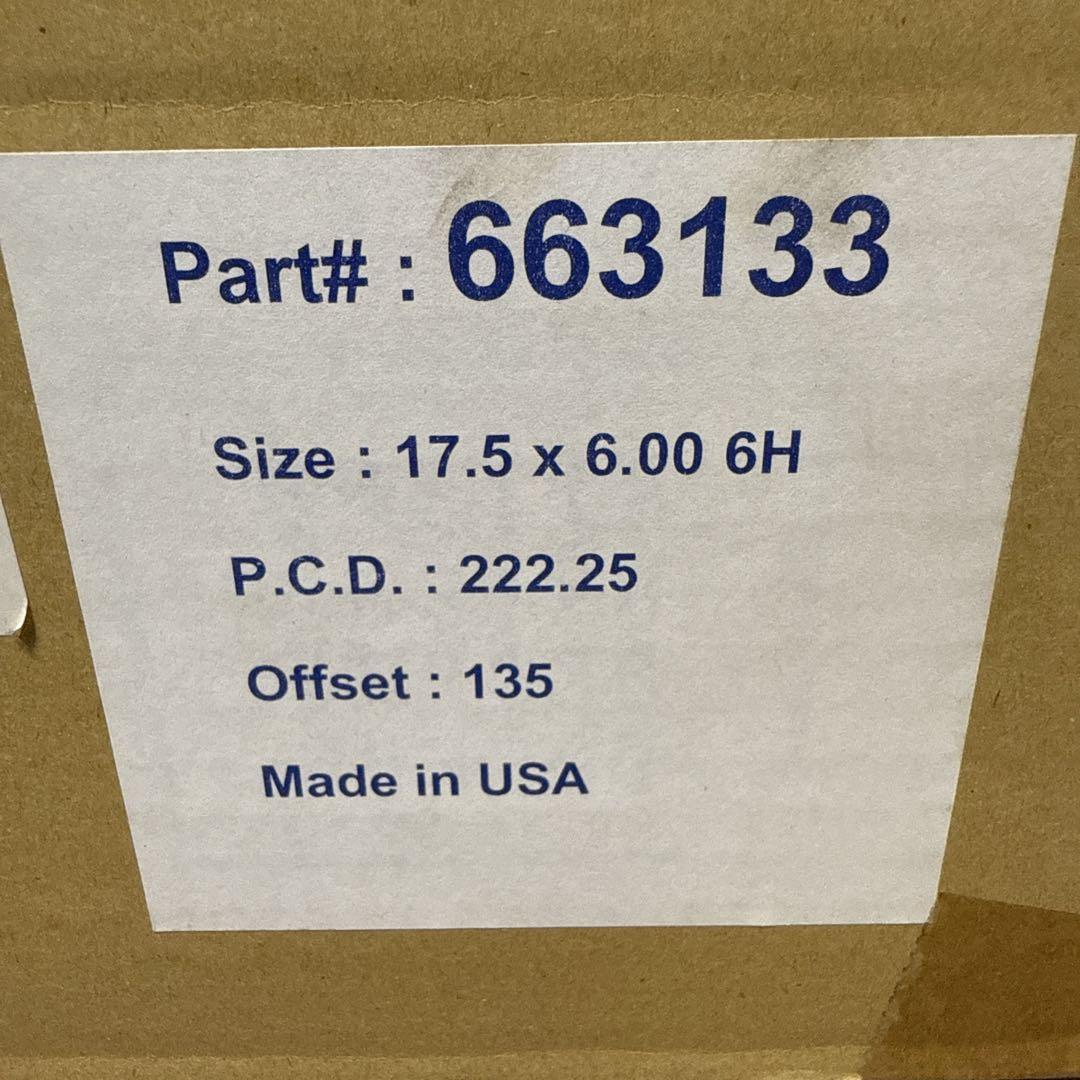 Part# : 663133
Size : 17.5 x 6.00 6H
P.C.D. : 222.25
Offset : 135
Made in USA